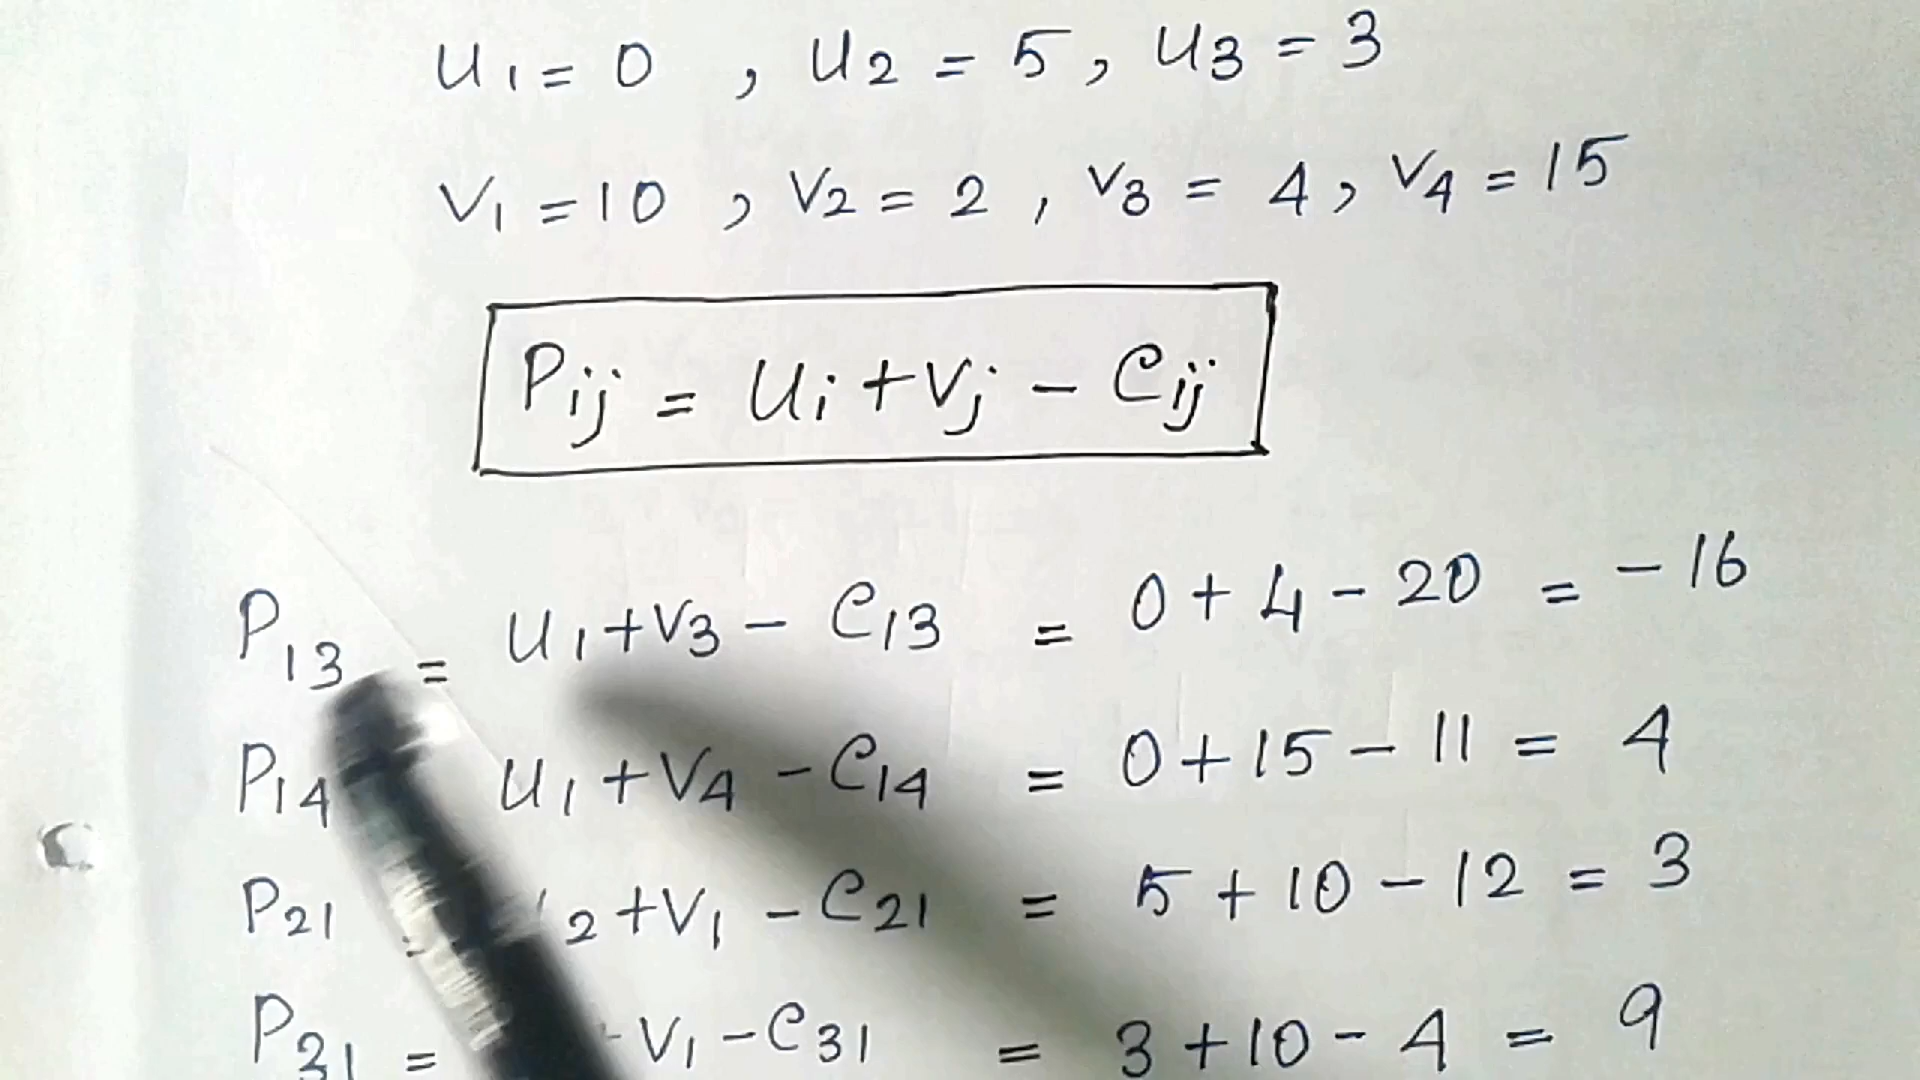 u1 = 0 , u2 = 5, u3 = 3
v1 = 10 , v2 = 2 , v3 = 4, v4 = 15
Pij = ui + vj - Cij
P13 = u1 + v3 - C13 = 0 + 4 - 20 = -16
P14 u1 + v4 - C14 = 0 + 15 - 11 = 4
P21 2 + v1 - C21 = 5 + 10 - 12 = 3
P31 = v1 - C31 = 3 + 10 - 4 = 9